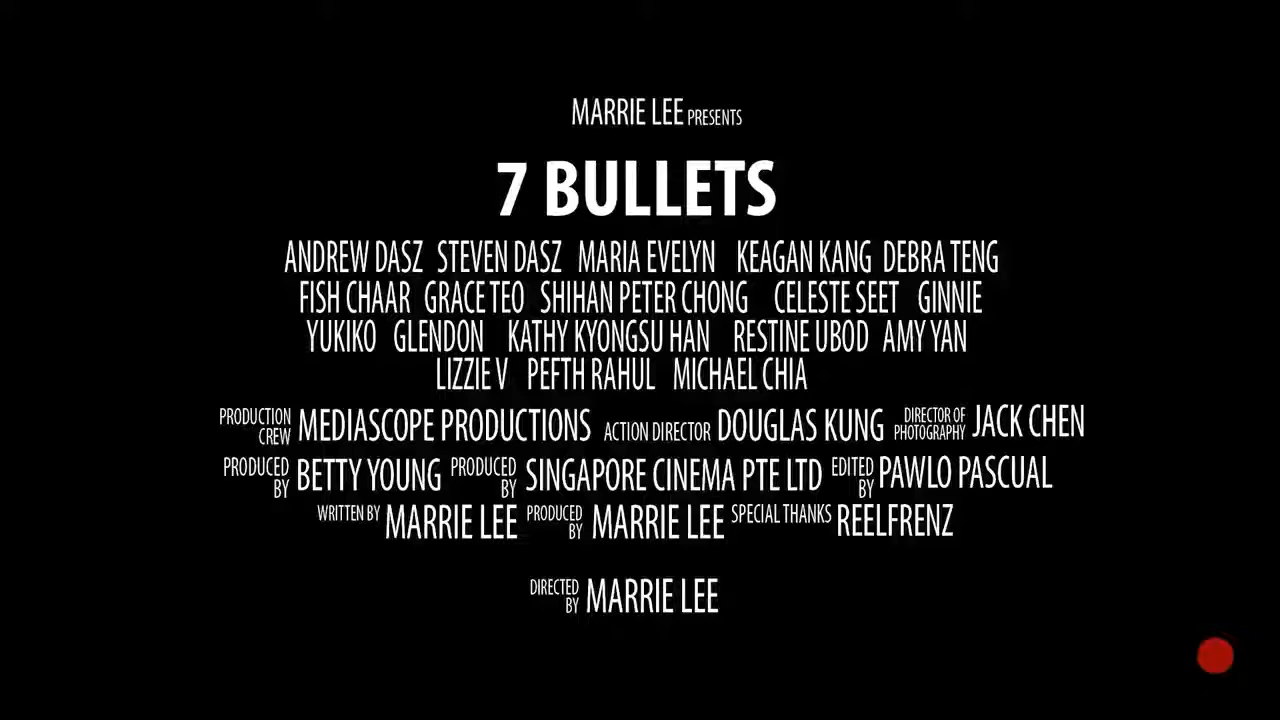 MARRIE LEE PRESENTS
7 BULLETS
ANDREW DASZ STEVEN DASZ MARIA EVELYN KEAGAN KANG DEBRA TENG
FISH CHAAR GRACE TEO SHIHAN PETER CHONG CELESTE SEET GINNIE
YUKIKO GLENDON KATHY KYONGSU HAN RESTINE UBOD AMY YAN
LIZZIE V PEFTH RAHUL MICHAEL CHIA
PRODUCTION CREW MEDIASCOPE PRODUCTIONS ACTION DIRECTOR DOUGLAS KUNG DIRECTOR OF PHOTOGRAPHY JACK CHEN
PRODUCED BY BETTY YOUNG PRODUCED BY SINGAPORE CINEMA PTE LTD EDITED BY PAWLO PASCUAL
WRITTEN BY MARRIE LEE PRODUCED BY MARRIE LEE SPECIAL THANKS REELFRENZ
DIRECTED BY MARRIE LEE